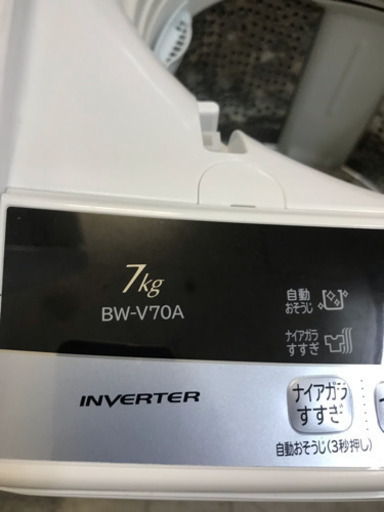 7kg
BW-V70A
自動
おそうじ
ナイアガラ
すすぎ
INVERTER
ナイアガラ
すすぎ
自動おそうじ(3秒押し)